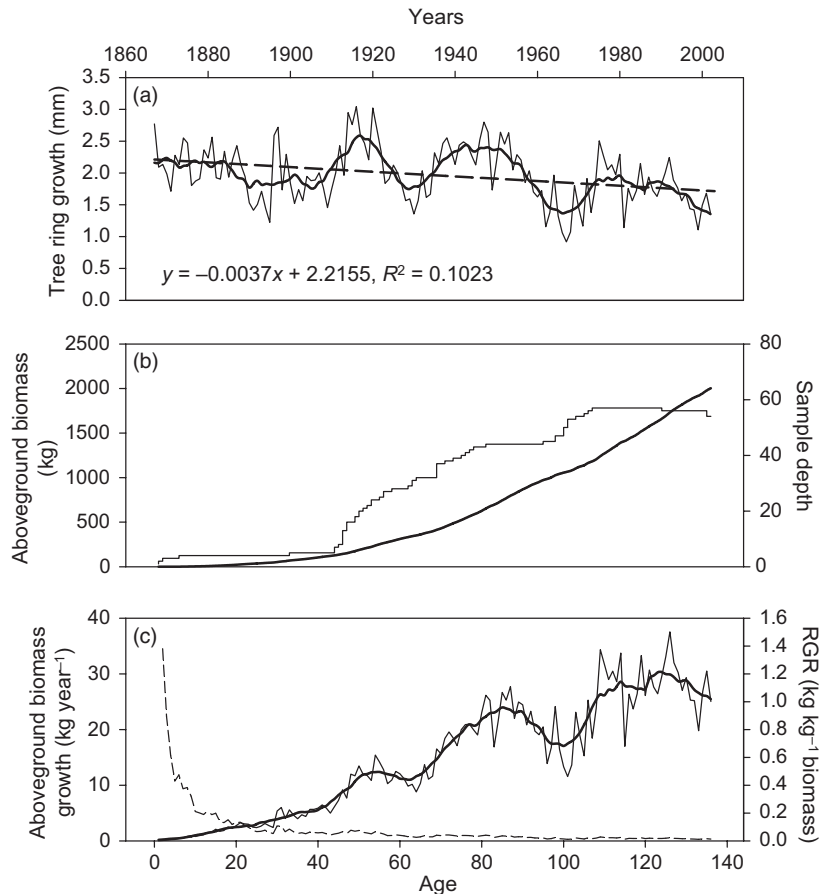 Years
1860 1880 1900 1920 1940 1960 1980 2000
(a)
Tree ring growth (mm)
3.5
3.0
2.5
2.0
1.5
1.0
0.5
0.0
y = –0.0037x + 2.2155, R² = 0.1023
(b)
Aboveground biomass
(kg)
2500
2000
1500
1000
500
0
80
60
40
20
0
Sample depth
(c)
Aboveground biomass
growth (kg year⁻¹)
40
30
20
10
0
1.6
1.4
1.2
1.0
0.8
0.6
0.4
0.2
0.0
RGR (kg kg⁻¹ biomass)
0 20 40 60 80 100 120 140
Age